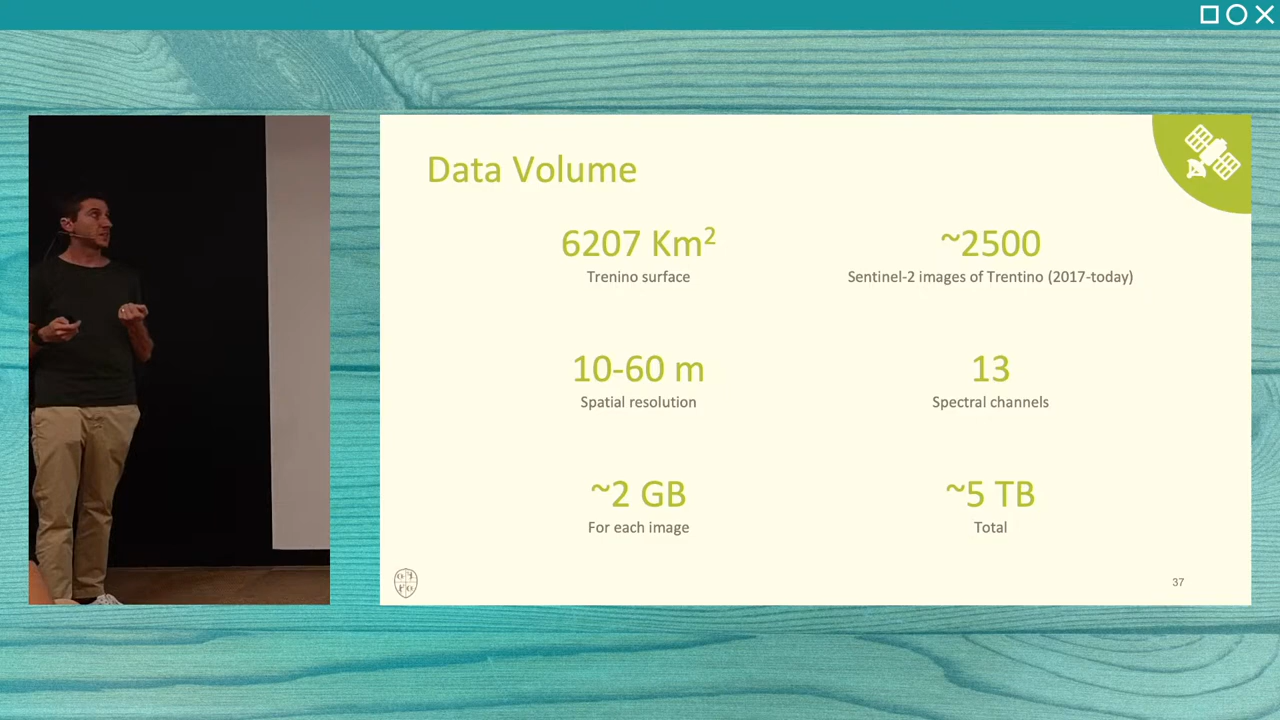 Data Volume
6207 Km²
Trenino surface
~2500
Sentinel-2 images of Trentino (2017-today)
10-60 m
Spatial resolution
13
Spectral channels
~2 GB
For each image
~5 TB
Total
37